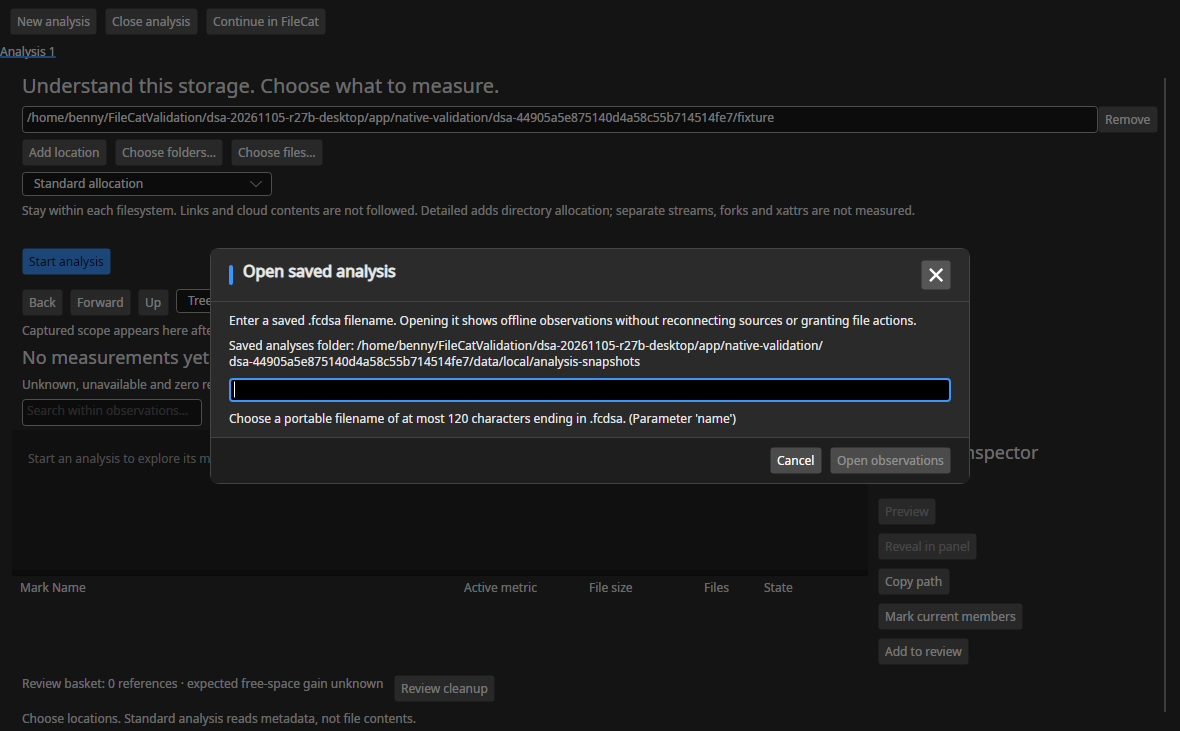 New analysis Close analysis Continue in FileCat
Analysis 1
Understand this storage. Choose what to measure.
/home/benny/FileCatValidation/dsa-20261105-r27b-desktop/app/native-validation/dsa-44905a5e875140d4a58c55b714514fe7/fixture Remove
Add location Choose folders... Choose files...
Standard allocation
Stay within each filesystem. Links and cloud contents are not followed. Detailed adds directory allocation; separate streams, forks and xattrs are not measured.
Start analysis
Open saved analysis
Enter a saved .fcdsa filename. Opening it shows offline observations without reconnecting sources or granting file actions.
Saved analyses folder: /home/benny/FileCatValidation/dsa-20261105-r27b-desktop/app/native-validation/
dsa-44905a5e875140d4a58c55b714514fe7/data/local/analysis-snapshots
Choose a portable filename of at most 120 characters ending in .fcdsa. (Parameter 'name')
Cancel Open observations
Back Forward Up Tree
Captured scope appears here afte
No measurements yet
Unknown, unavailable and zero re
Search within observations...
Start an analysis to explore its m
nspector
Preview
Reveal in panel
Copy path
Mark current members
Add to review
Mark Name Active metric File size Files State
Review basket: 0 references · expected free-space gain unknown Review cleanup
Choose locations. Standard analysis reads metadata, not file contents.